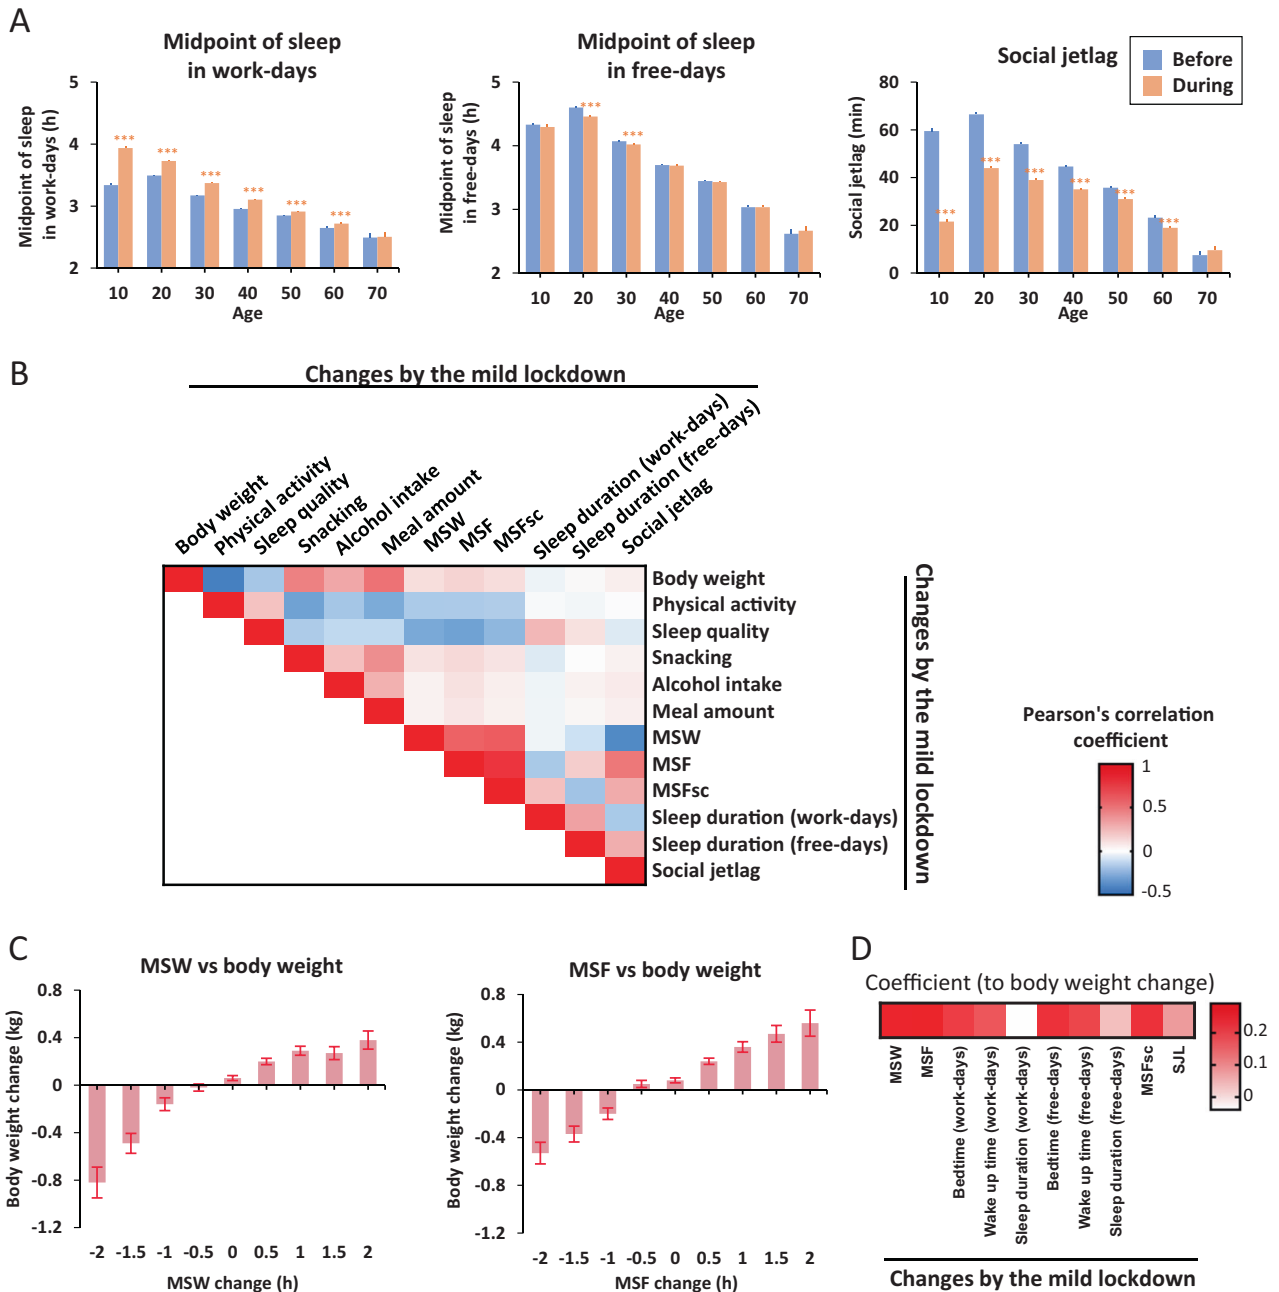 A
Midpoint of sleep
in work-days
Midpoint of sleep
in work-days (h)
5
4
3
2
***
***
***
***
***
***
10 20 30 40 50 60 70
Age
Midpoint of sleep
in free-days
Midpoint of sleep
in free-days (h)
5
4
3
2
***
***
10 20 30 40 50 60 70
Age
Social jetlag
Before
During
Social jetlag (min)
80
60
40
20
0
***
***
***
***
***
***
10 20 30 40 50 60 70
Age
B
Changes by the mild lockdown
Body weight
Physical activity
Sleep quality
Snacking
Alcohol intake
Meal amount
MSW
MSF
MSFsc
Sleep duration (work-days)
Sleep duration (free-days)
Social jetlag
Body weight
Physical activity
Sleep quality
Snacking
Alcohol intake
Meal amount
MSW
MSF
MSFsc
Sleep duration (work-days)
Sleep duration (free-days)
Social jetlag
Changes by the mild lockdown
Pearson's correlation
coefficient
1
0.5
0
-0.5
C
MSW vs body weight
Body weight change (kg)
0.8
0.4
0
-0.4
-0.8
-1.2
-2 -1.5 -1 -0.5 0 0.5 1 1.5 2
MSW change (h)
MSF vs body weight
Body weight change (kg)
0.8
0.4
0
-0.4
-0.8
-1.2
-2 -1.5 -1 -0.5 0 0.5 1 1.5 2
MSF change (h)
D
Coefficient (to body weight change)
0.2
0.1
0
MSW
MSF
Bedtime (work-days)
Wake up time (work-days)
Sleep duration (work-days)
Bedtime (free-days)
Wake up time (free-days)
Sleep duration (free-days)
MSFsc
SJL
Changes by the mild lockdown